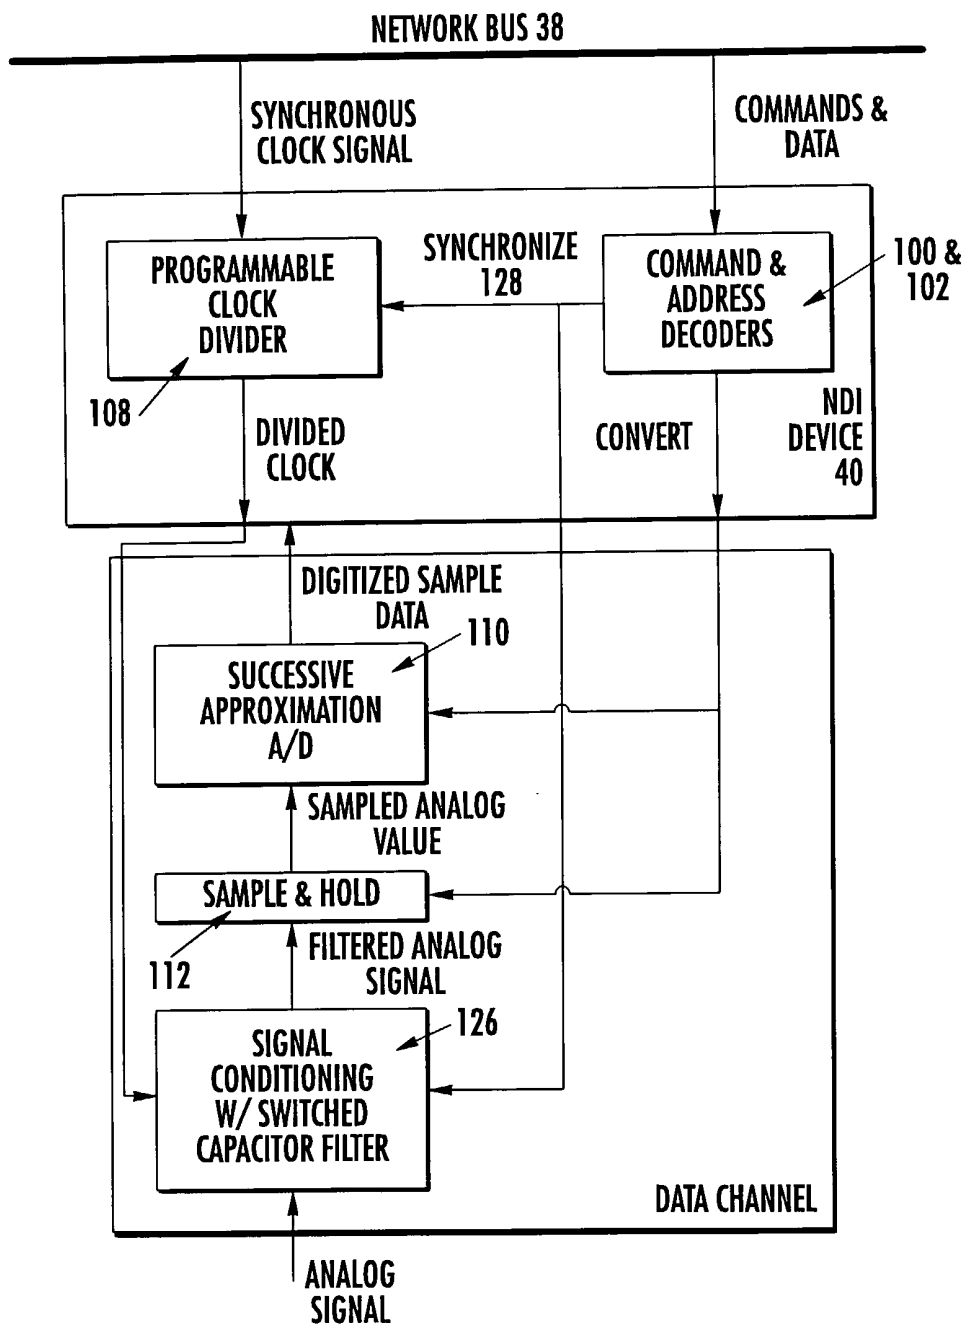 NETWORK BUS 38
SYNCHRONOUS
CLOCK SIGNAL
COMMANDS &
DATA
PROGRAMMABLE
CLOCK
DIVIDER
108
SYNCHRONIZE
128
COMMAND &
ADDRESS
DECODERS
100 &
102
DIVIDED
CLOCK
CONVERT
NDI
DEVICE
40
DIGITIZED SAMPLE
DATA
110
SUCCESSIVE
APPROXIMATION
A/D
SAMPLED ANALOG
VALUE
SAMPLE & HOLD
112
FILTERED ANALOG
SIGNAL
126
SIGNAL
CONDITIONING
W/ SWITCHED
CAPACITOR FILTER
DATA CHANNEL
ANALOG
SIGNAL